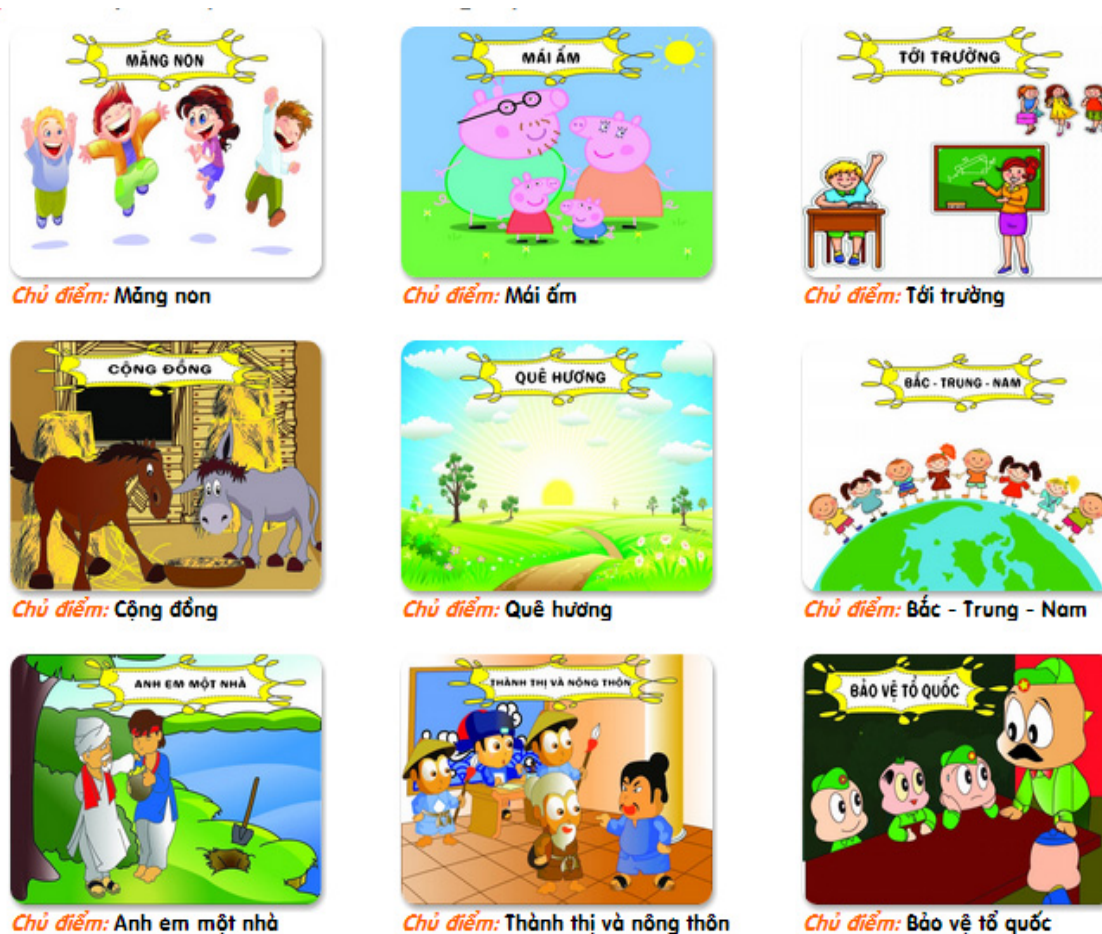 MĂNG NON
MÁI ẤM
TỚI TRƯỜNG
Chủ điểm: Măng non
Chủ điểm: Mái ấm
Chủ điểm: Tới trường
CỘNG ĐỒNG
QUÊ HƯƠNG
BẮC - TRUNG - NAM
Chủ điểm: Cộng đồng
Chủ điểm: Quê hương
Chủ điểm: Bắc - Trung - Nam
ANH EM MỘT NHÀ
THÀNH THỊ VÀ NÔNG THÔN
BẢO VỆ TỔ QUỐC
Chủ điểm: Anh em một nhà
Chủ điểm: Thành thị và nông thôn
Chủ điểm: Bảo vệ tổ quốc